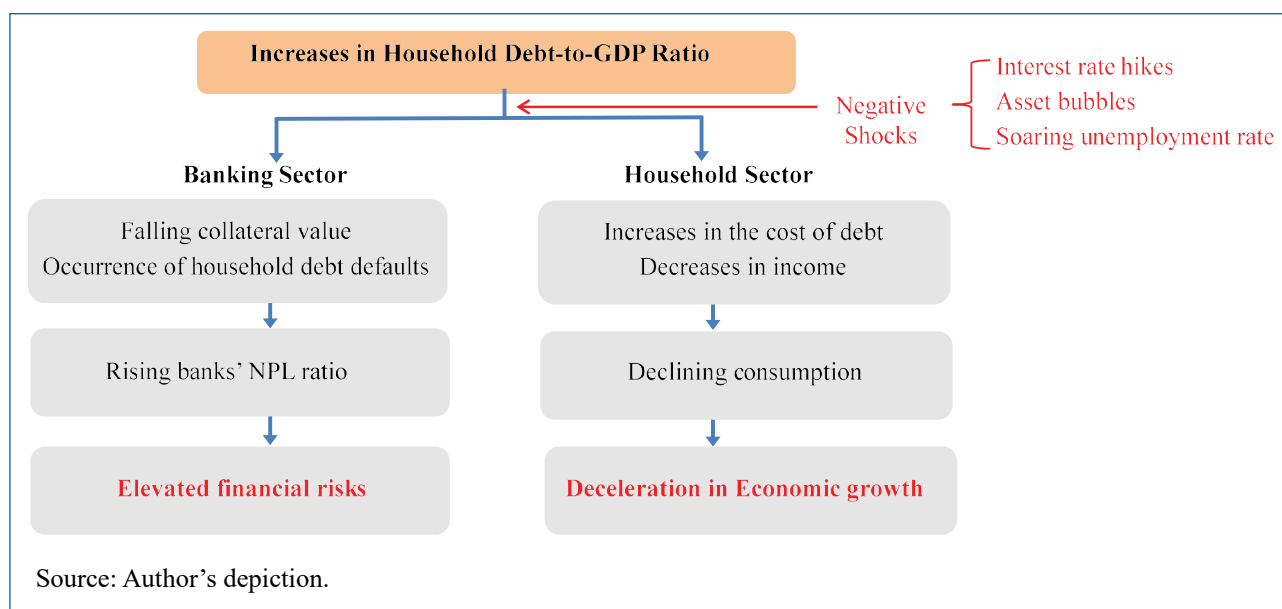 Increases in Household Debt-to-GDP Ratio
Negative
Shocks
Interest rate hikes
Asset bubbles
Soaring unemployment rate
Banking Sector
Falling collateral value
Occurrence of household debt defaults
Rising banks’ NPL ratio
Elevated financial risks
Household Sector
Increases in the cost of debt
Decreases in income
Declining consumption
Deceleration in Economic growth
Source: Author’s depiction.